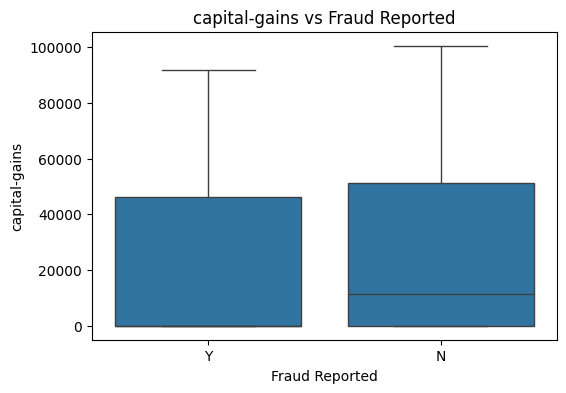 capital-gains vs Fraud Reported
capital-gains
100000
80000
60000
40000
20000
0
Y
N
Fraud Reported